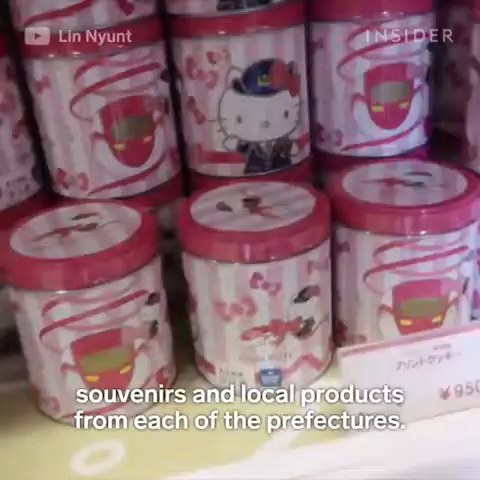 Lin Nyunt
INSIDER
プリントクッキー
¥950
souvenirs and local products
from each of the prefectures.